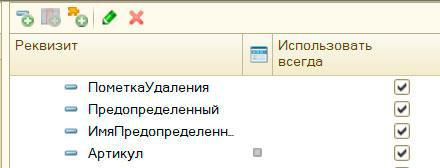 Реквизит
Использовать всегда
ПометкаУдаления
Предопределенный
ИмяПредопределенн...
Артикул